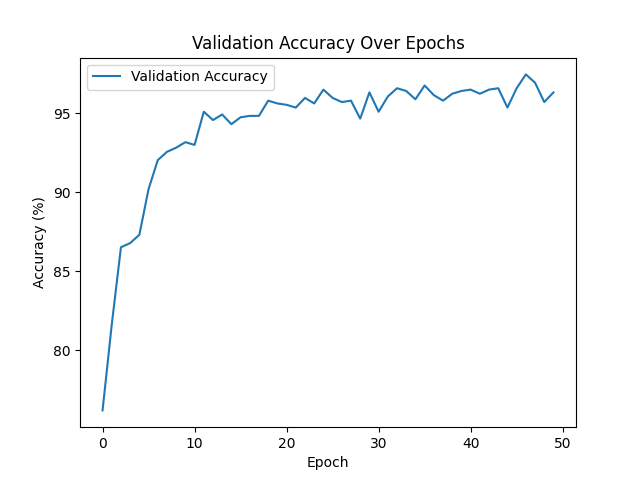 Validation Accuracy Over Epochs
Validation Accuracy
95
90
85
80
Accuracy (%)
0 10 20 30 40 50
Epoch